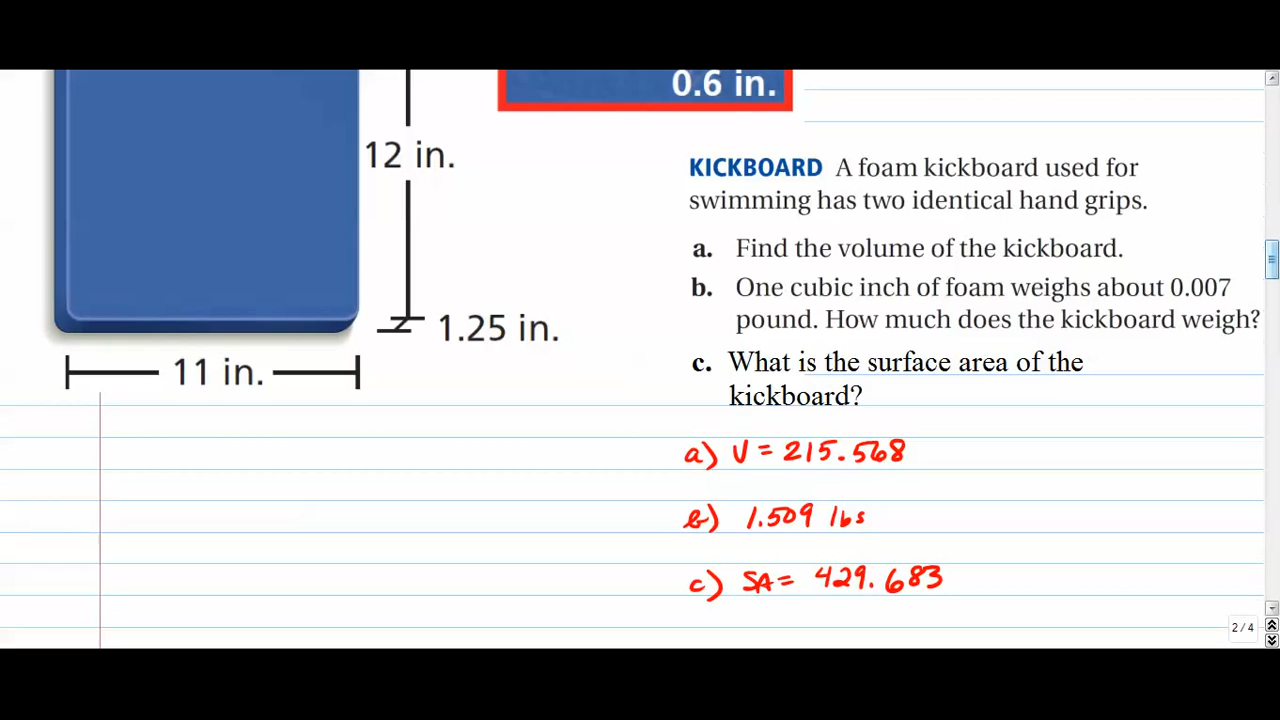 0.6 in.
12 in.
1.25 in.
11 in.
KICKBOARD A foam kickboard used for
swimming has two identical hand grips.
a. Find the volume of the kickboard.
b. One cubic inch of foam weighs about 0.007
pound. How much does the kickboard weigh?
c. What is the surface area of the
kickboard?
a) V = 215.568
b) 1.509 lbs
c) SA = 429.683
2 / 4